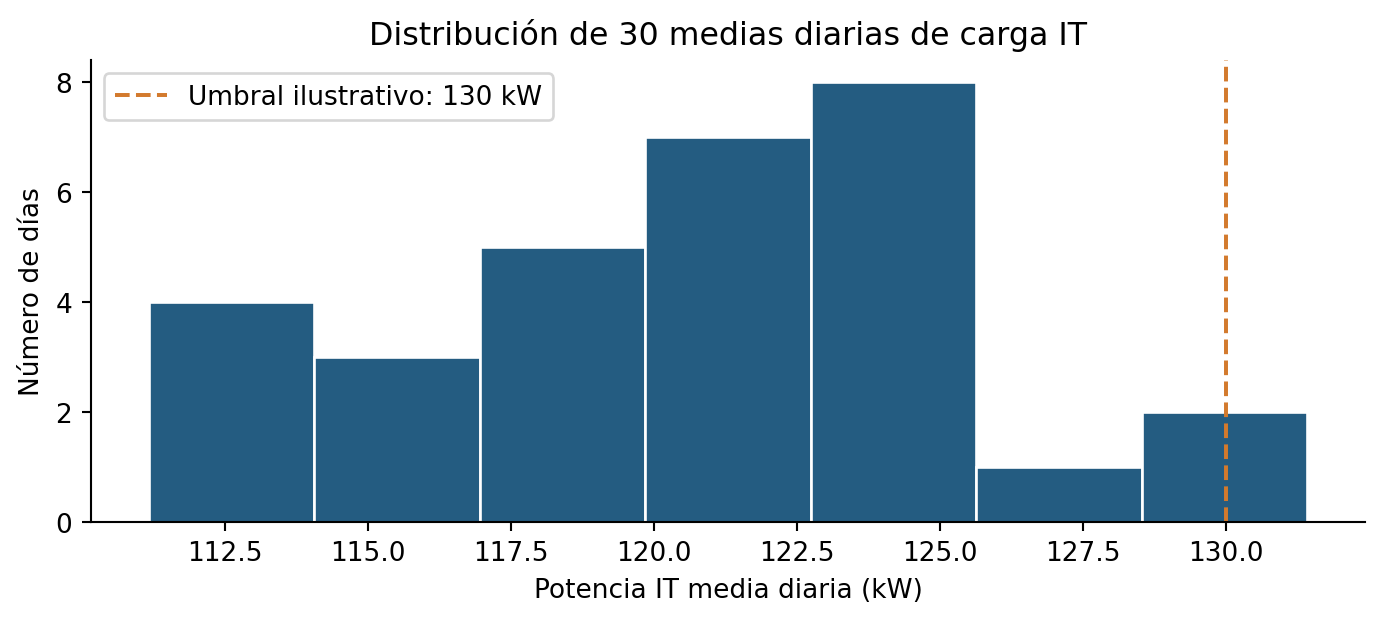 Distribución de 30 medias diarias de carga IT
Umbral ilustrativo: 130 kW
Número de días
8
6
4
2
0
112.5 115.0 117.5 120.0 122.5 125.0 127.5 130.0
Potencia IT media diaria (kW)